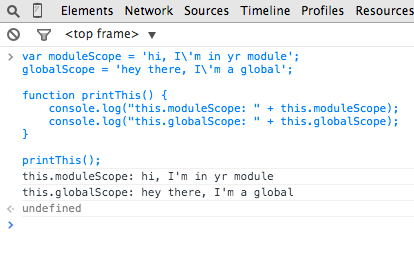 Elements Network Sources Timeline Profiles Resources
<top frame> ▼
> var moduleScope = 'hi, I\'m in yr module';
globalScope = 'hey there, I\'m a global';
function printThis() {
console.log("this.moduleScope: " + this.moduleScope);
console.log("this.globalScope: " + this.globalScope);
}
printThis();
this.moduleScope: hi, I'm in yr module
this.globalScope: hey there, I'm a global
undefined
>